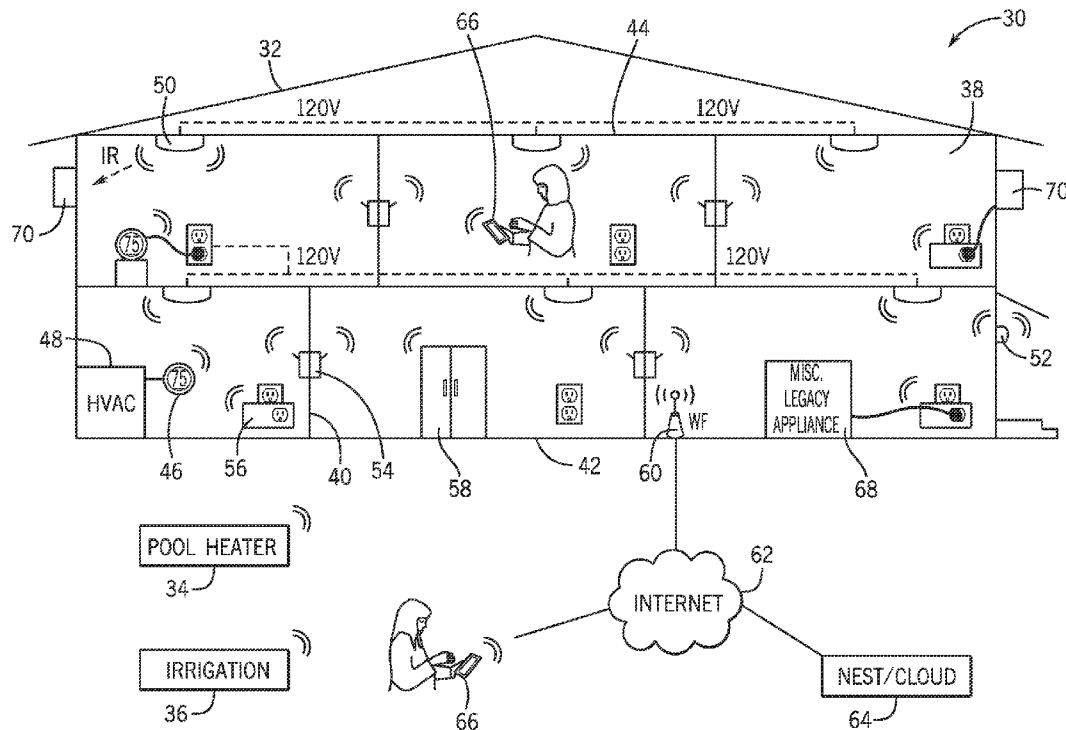 66
44
30
32
50
120V
120V
38
IR
70
70
75
120V
120V
48
HVAC
75
52
MISC.
LEGACY
APPLIANCE
WF
46
56
40
54
58
42
60
68
POOL HEATER
34
62
INTERNET
IRRIGATION
36
66
NEST/CLOUD
64